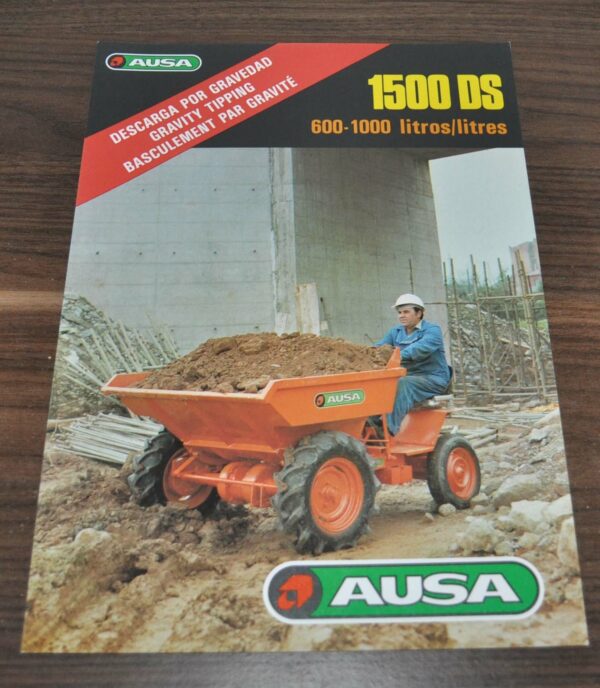 AUSA
DESCARGA POR GRAVEDAD
GRAVITY TIPPING
BASCULEMENT PAR GRAVITÉ
1500 DS
600-1000 litros/litres
AUSA
AUSA